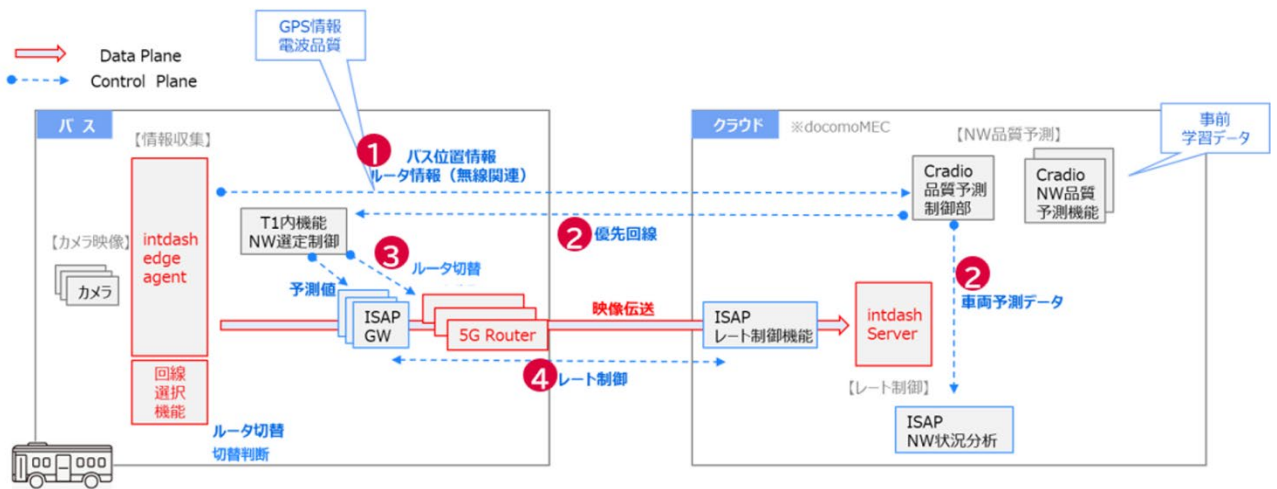 GPS情報
電波品質
Data Plane
Control Plane
バス
【情報収集】
クラウド
※docomoMEC
【NW品質予測】
事前
学習データ
1
バス位置情報
ルータ情報（無線関連）
Cradio
品質予測
制御部
Cradio
NW品質
予測機能
T1内機能
NW選定制御
2
優先回線
【カメラ映像】
カメラ
intdash
edge
agent
3
ルータ切替
予測値
2
車両予測データ
ISAP
GW
5G Router
映像伝送
ISAP
レート制御機能
intdash
Server
4
レート制御
【レート制御】
回線
選択
機能
ルータ切替
切替判断
ISAP
NW状況分析